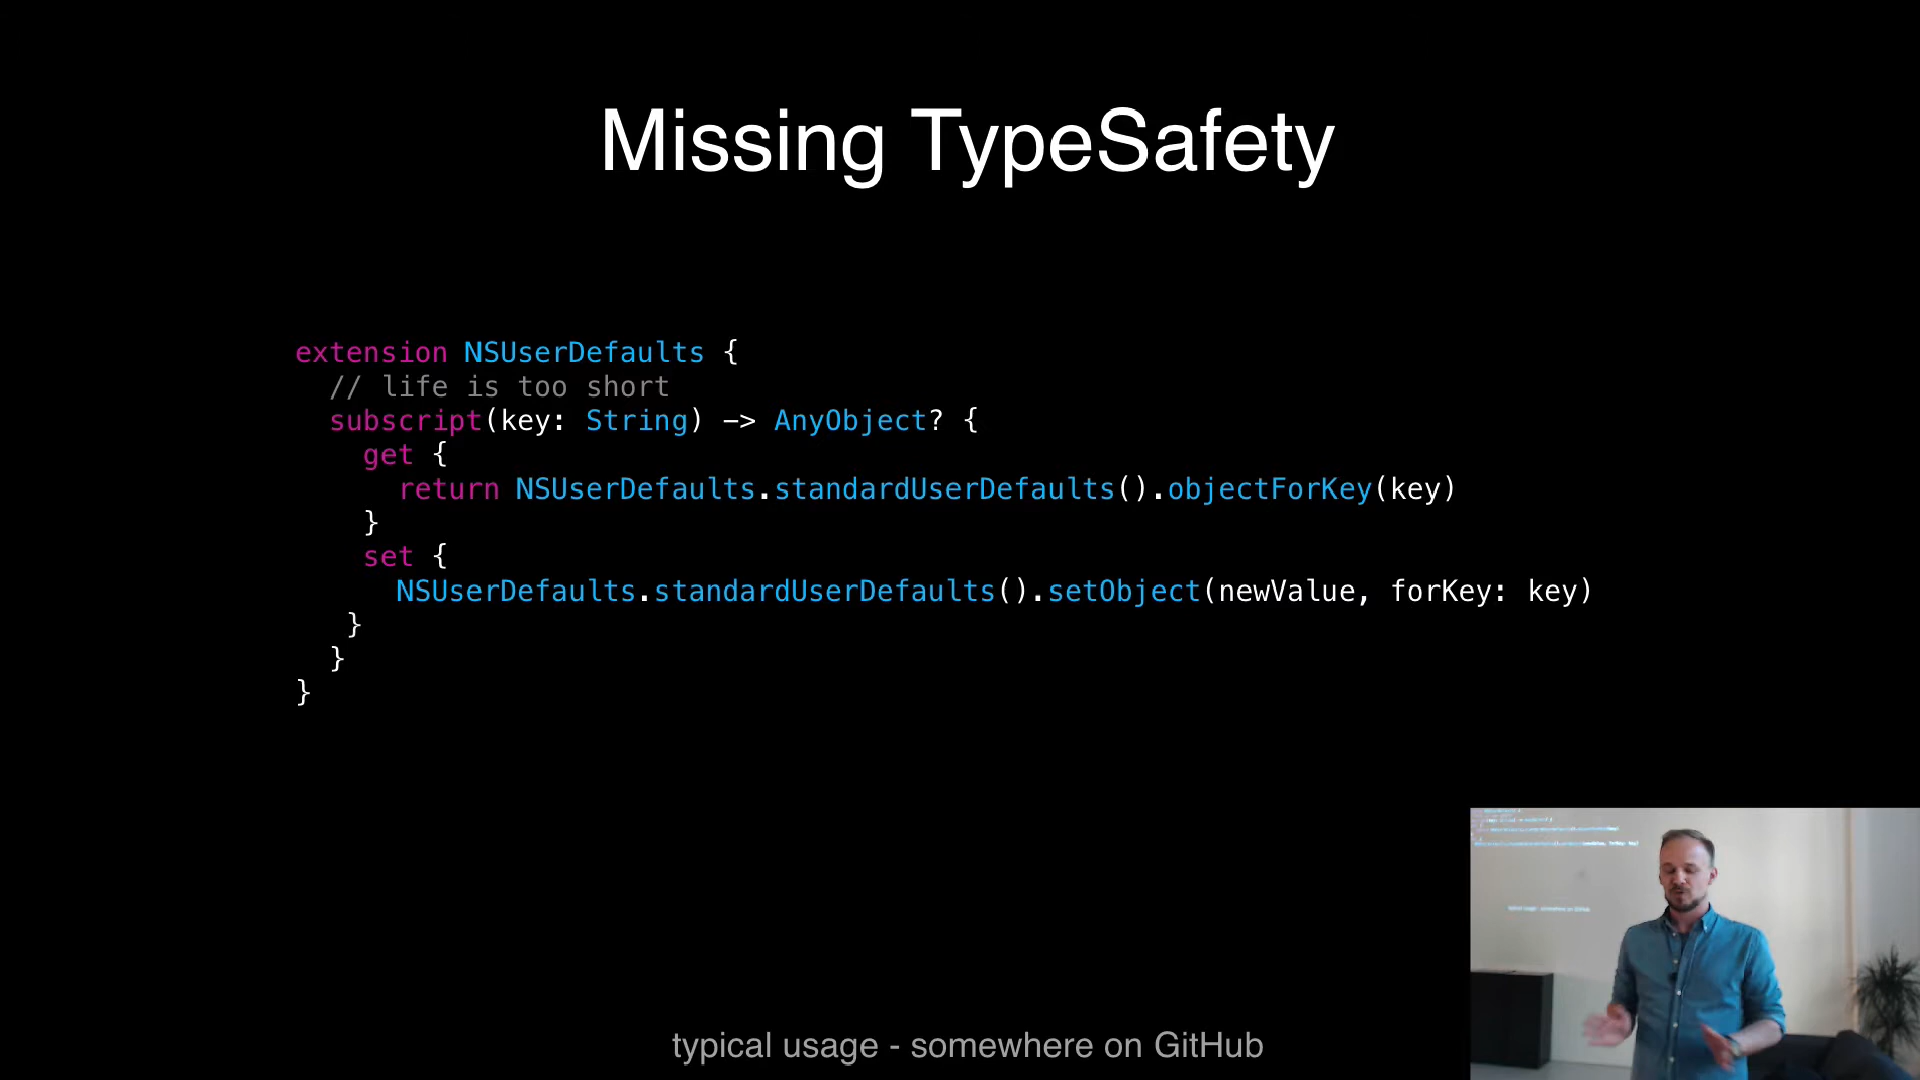 Missing TypeSafety
extension NSUserDefaults {
// life is too short
subscript(key: String) -> AnyObject? {
get {
return NSUserDefaults.standardUserDefaults().objectForKey(key)
}
set {
NSUserDefaults.standardUserDefaults().setObject(newValue, forKey: key)
}
}
}
typical usage - somewhere on GitHub